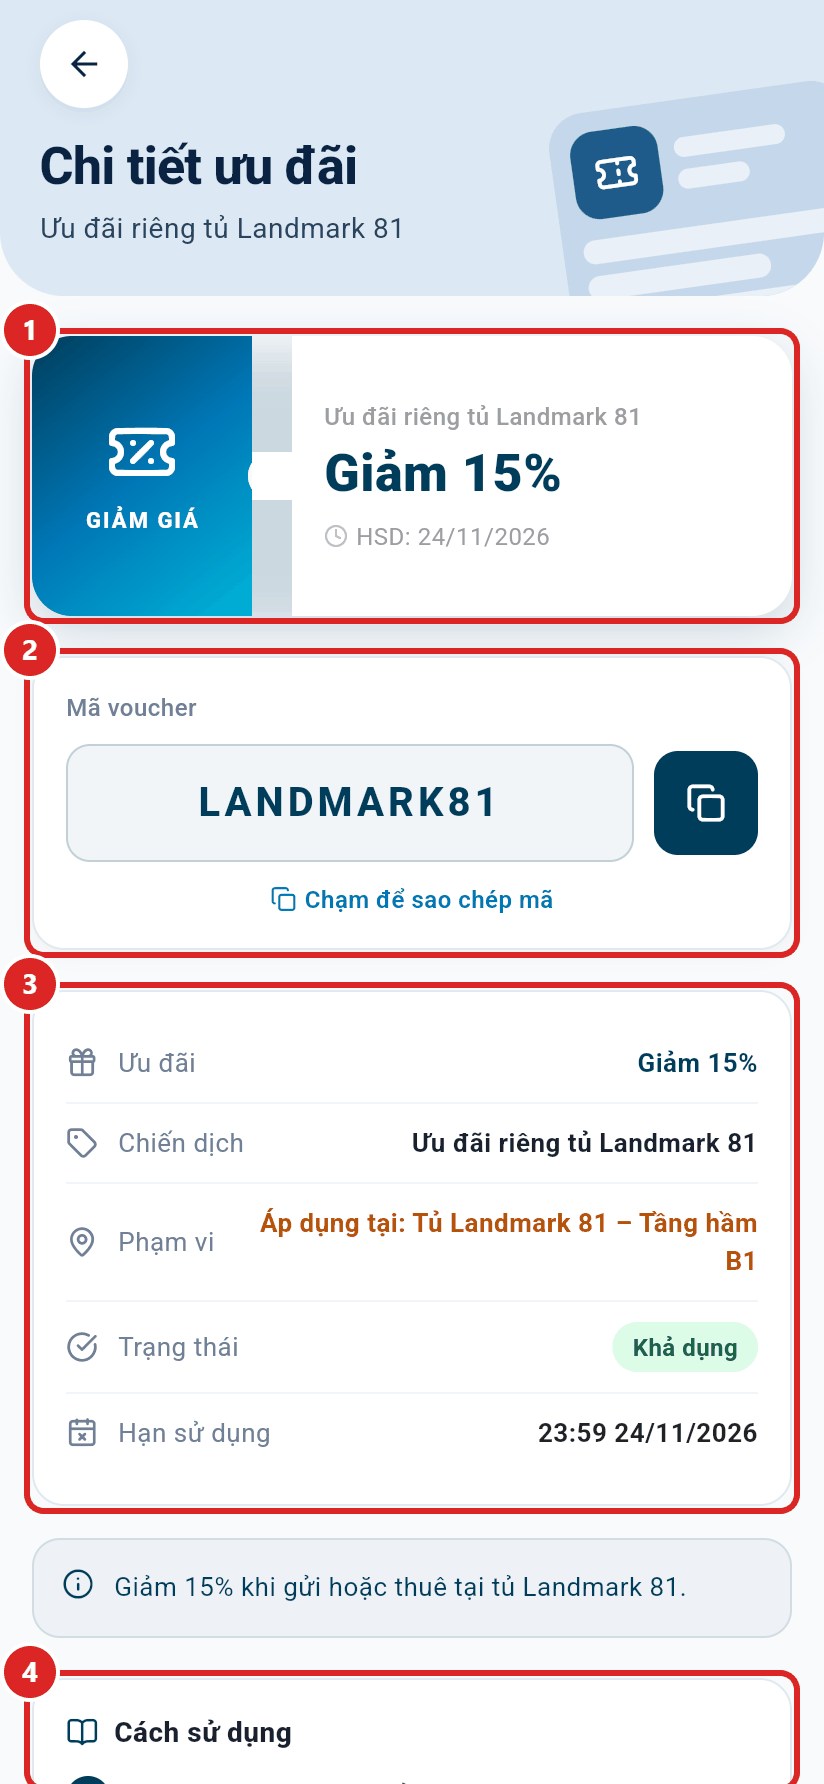 Chi tiết ưu đãi
Ưu đãi riêng tủ Landmark 81
1
GIẢM GIÁ
Ưu đãi riêng tủ Landmark 81
Giảm 15%
HSD: 24/11/2026
2
Mã voucher
LANDMARK81
Chạm để sao chép mã
3
Ưu đãi
Giảm 15%
Chiến dịch
Ưu đãi riêng tủ Landmark 81
Phạm vi
Áp dụng tại: Tủ Landmark 81 – Tầng hầm
B1
Trạng thái
Khả dụng
Hạn sử dụng
23:59 24/11/2026
Giảm 15% khi gửi hoặc thuê tại tủ Landmark 81.
4
Cách sử dụng